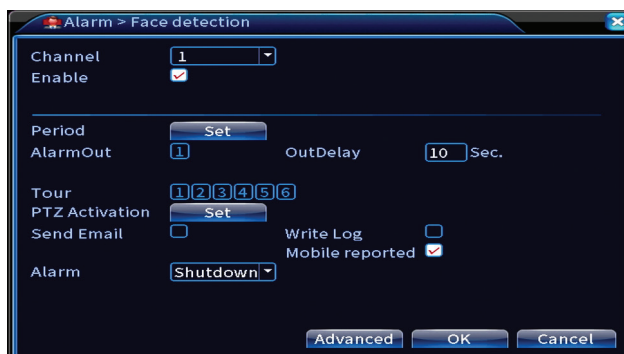 Alarm > Face detection
Channel 1
Enable
Period Set
AlarmOut 1 OutDelay 10 Sec.
Tour 1 2 3 4 5 6
PTZ Activation Set
Send Email Write Log
Mobile reported
Alarm Shutdown
Advanced OK Cancel